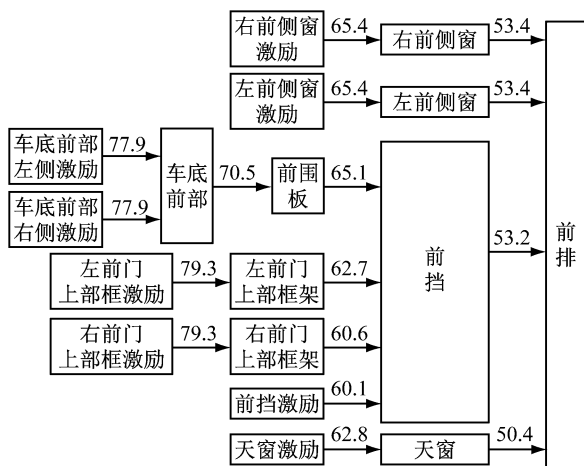 右前侧窗
激励
65.4
右前侧窗
53.4
左前侧窗
激励
65.4
左前侧窗
53.4
车底前部
左侧激励
77.9
车底前部
右侧激励
77.9
车底
前部
70.5
前围
板
65.1
左前门
上部框激励
79.3
左前门
上部框架
62.7
右前门
上部框激励
79.3
右前门
上部框架
60.6
前挡激励
60.1
前
挡
53.2
天窗激励
62.8
天窗
50.4
前
排